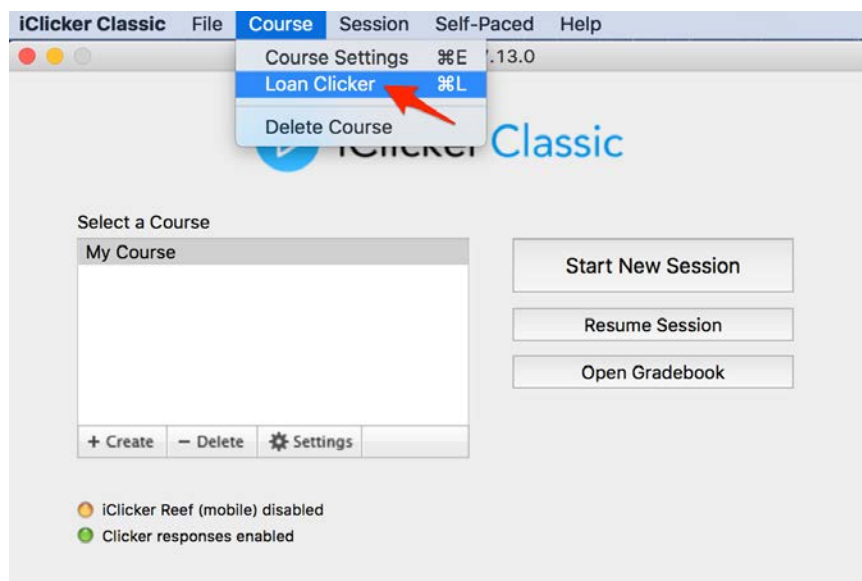 iClicker Classic File Course Session Self-Paced Help
Course Settings ⌘E .13.0
Loan Clicker ⌘L
Delete Course
iClicker Classic
Select a Course
My Course
Start New Session
Resume Session
Open Gradebook
+ Create − Delete Settings
iClicker Reef (mobile) disabled
Clicker responses enabled